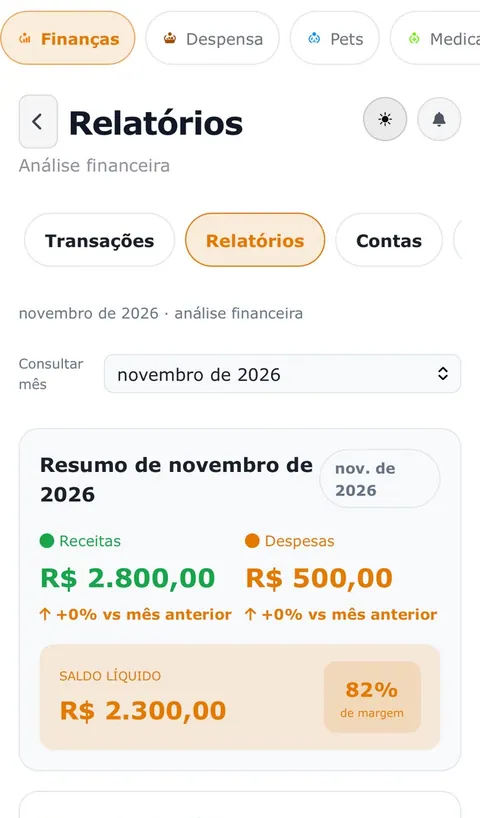 Finanças
Despensa
Pets
Medica
Relatórios
Análise financeira
Transações
Relatórios
Contas
novembro de 2026 · análise financeira
Consultar
mês
novembro de 2026
Resumo de novembro de
2026
nov. de
2026
Receitas
Despesas
R$ 2.800,00
R$ 500,00
↑ +0% vs mês anterior
↑ +0% vs mês anterior
SALDO LÍQUIDO
R$ 2.300,00
82%
de margem